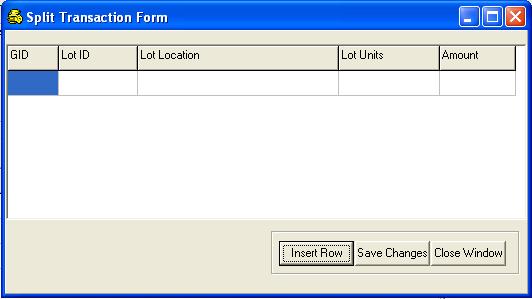 Split Transaction Form
GID Lot ID Lot Location Lot Units Amount
Insert Row Save Changes Close Window